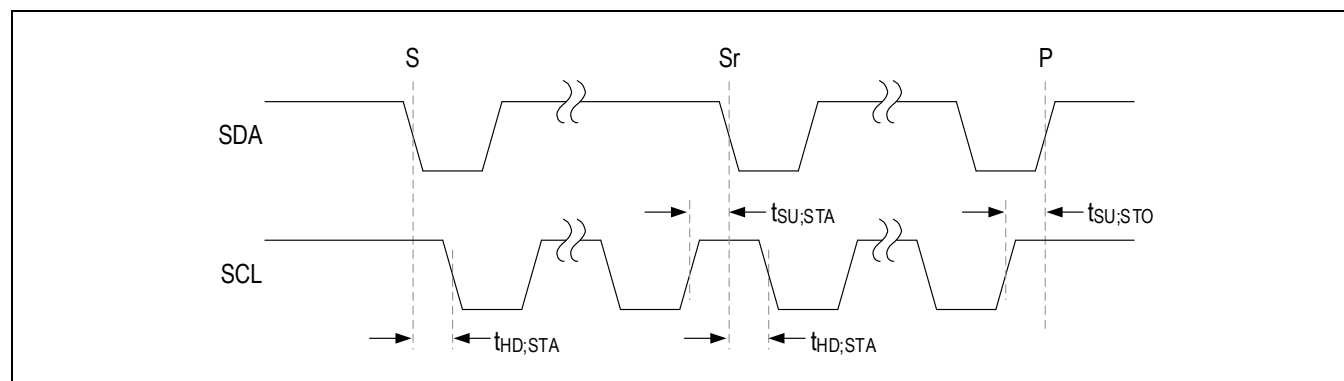 S Sr P
SDA
tSU;STA tSU;STO
SCL
tHD;STA tHD;STA